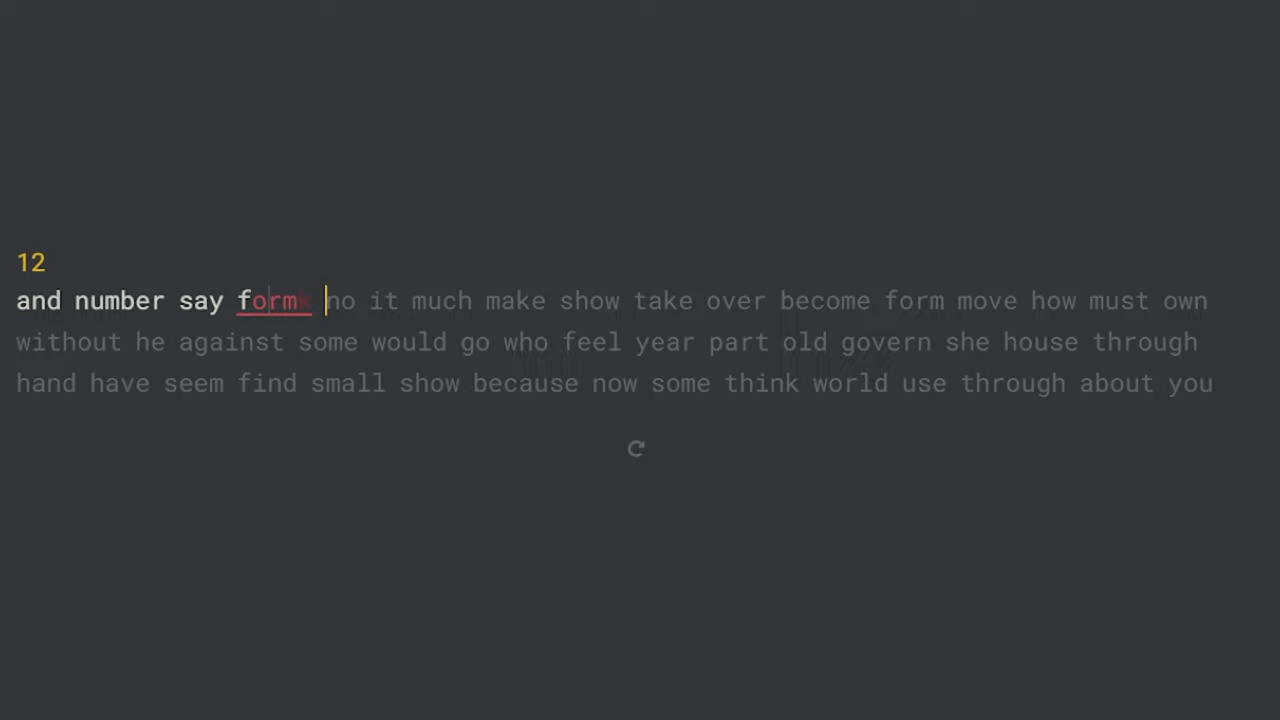 12
and number say form no it much make show take over become form move how must own
without he against some would go who feel year part old govern she house through
hand have seem find small show because now some think world use through about you